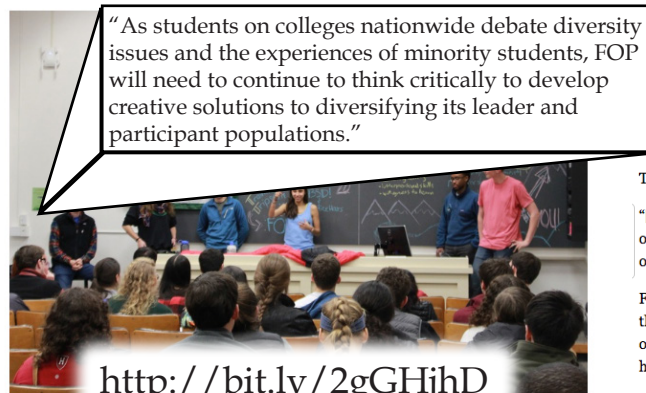 “As students on colleges nationwide debate diversity
issues and the experiences of minority students, FOP
will need to continue to think critically to develop
creative solutions to diversifying its leader and
participant populations.”
http://bit.ly/2gGHjhD